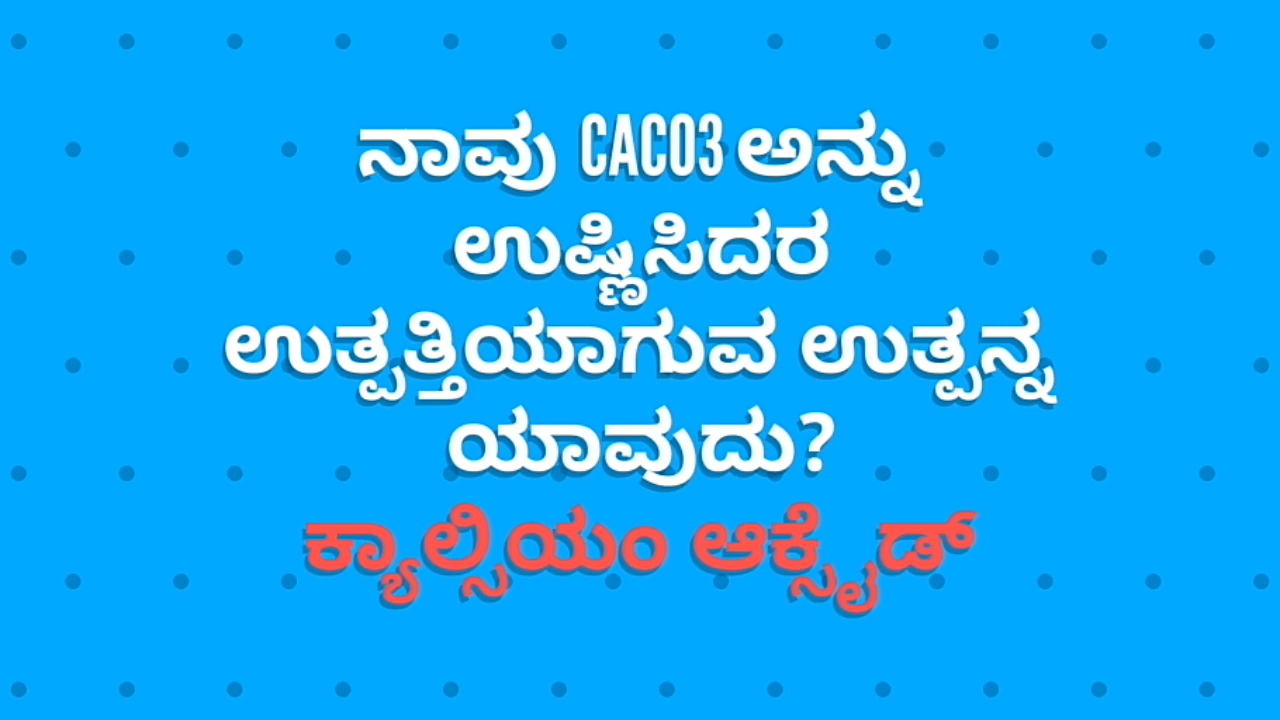 ನಾವು CACO3 ಅನ್ನು
ಉಷ್ಣಿಸಿದರ
ಉತ್ಪತ್ತಿಯಾಗುವ ಉತ್ಪನ್ನ
ಯಾವುದು?
ಕ್ಯಾಲ್ಸಿಯಂ ಆಕ್ಸೈಡ್